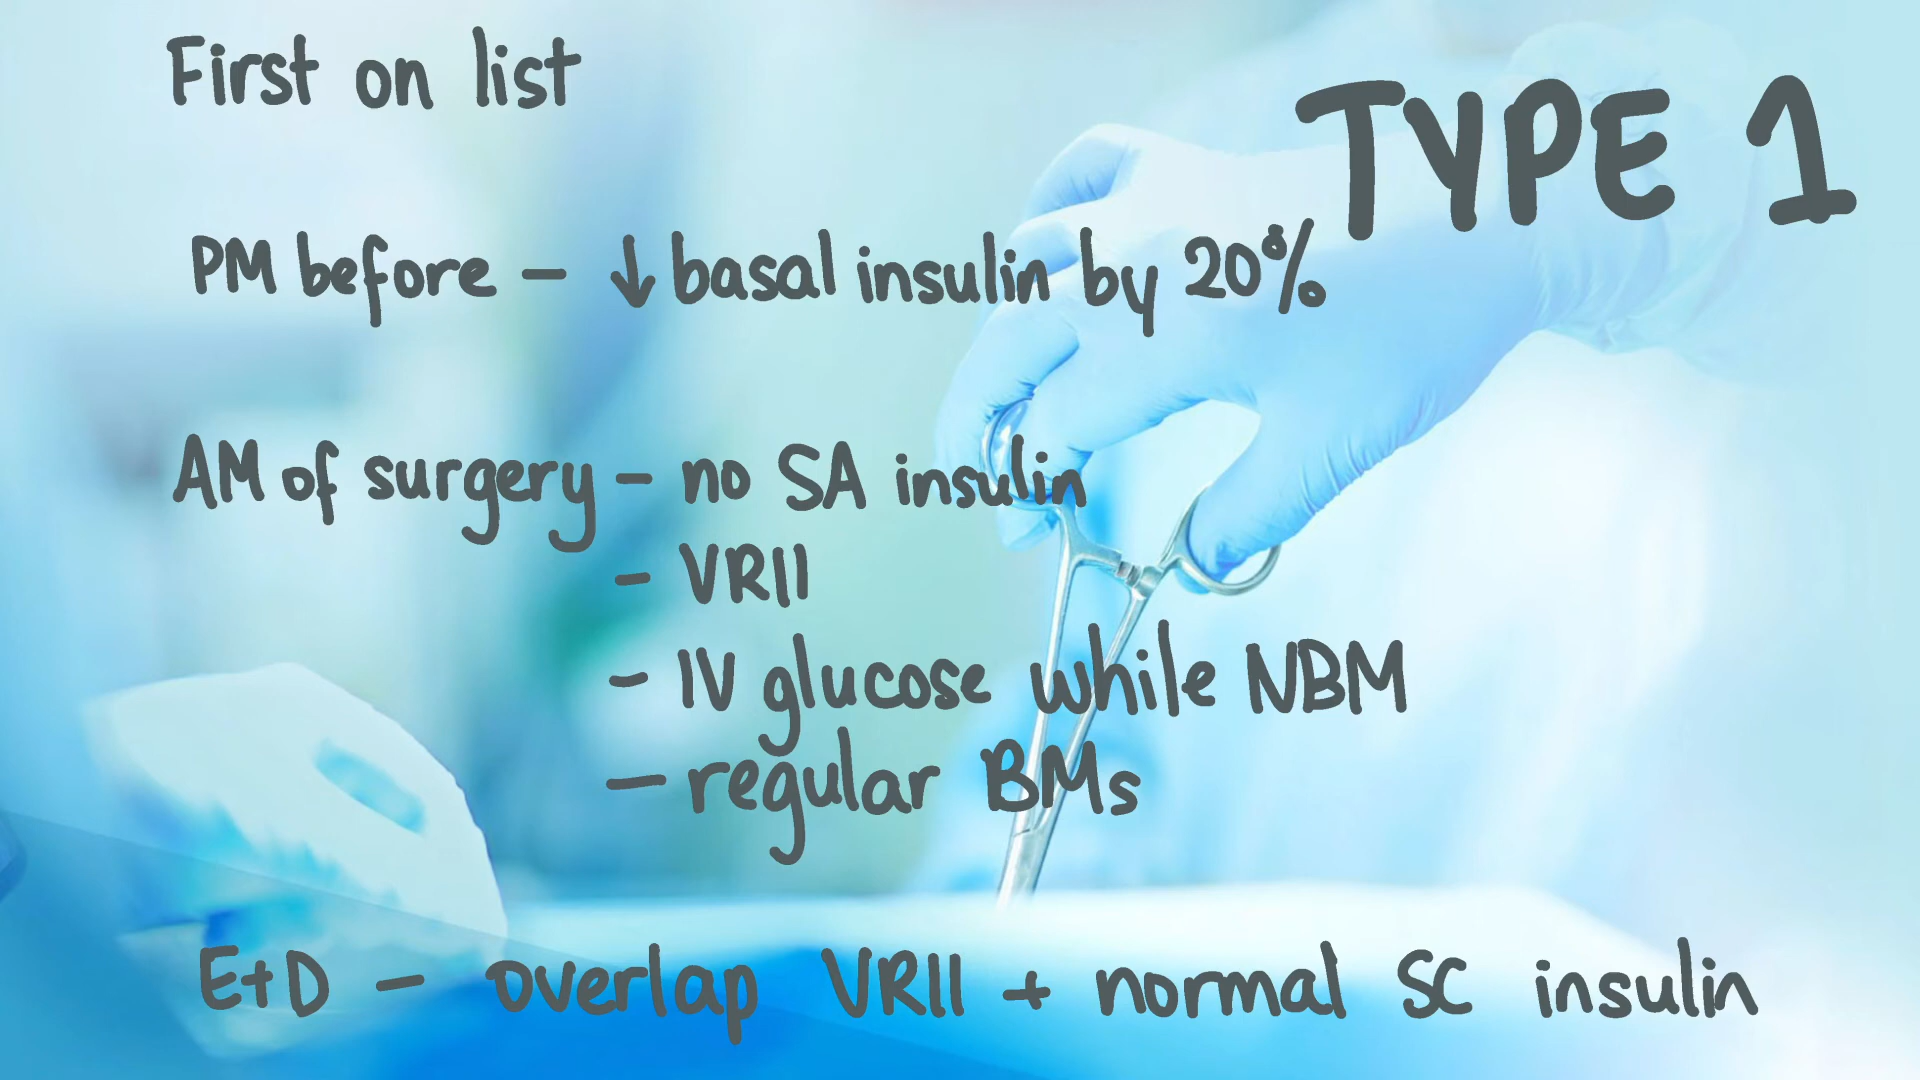 First on list
TYPE 1
PM before - ↓ basal insulin by 20%
AM of surgery - no SA insulin
- VRII
- IV glucose while NBM
- regular BMs
E+D - overlap VRII + normal SC insulin